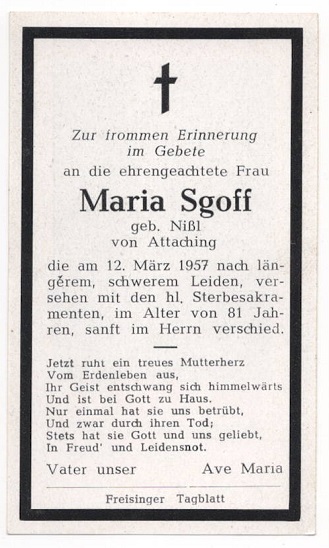 Zur frommen Erinnerung
im Gebete
an die ehrengeachtete Frau
Maria Sgoff
geb. Nißl
von Attaching
die am 12. März 1957 nach län-
gerem, schwerem Leiden, ver-
sehen mit den hl. Sterbesakra-
menten, im Alter von 81 Jah-
ren, sanft im Herrn verschied.
Jetzt ruht ein treues Mutterherz
Vom Erdenleben aus,
Ihr Geist entschwang sich himmelwärts
Und ist bei Gott zu Haus.
Nur einmal hat sie uns betrübt,
Und zwar durch ihren Tod;
Stets hat sie Gott und uns geliebt,
In Freud' und Leidensnot.
Vater unser Ave Maria
Freisinger Tagblatt